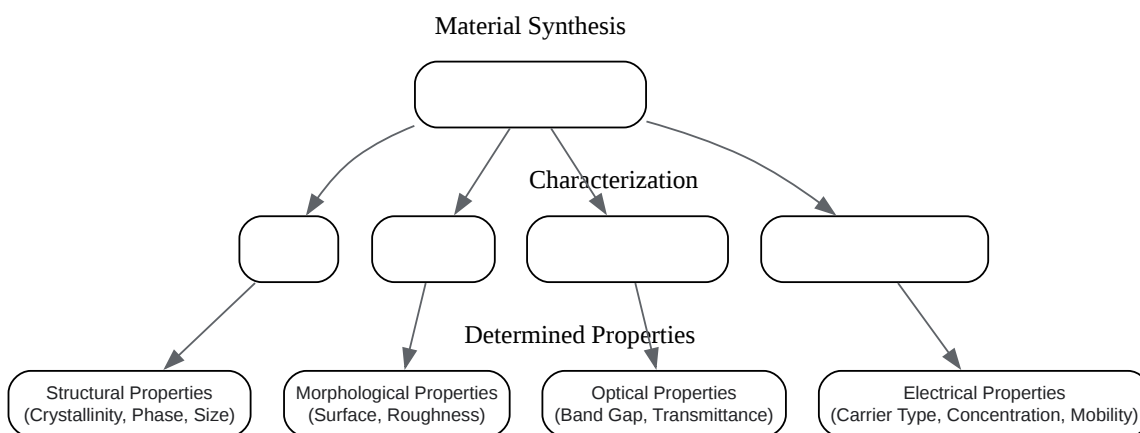 Material Synthesis
Characterization
Determined Properties
Structural Properties
(Crystallinity, Phase, Size)
Morphological Properties
(Surface, Roughness)
Optical Properties
(Band Gap, Transmittance)
Electrical Properties
(Carrier Type, Concentration, Mobility)